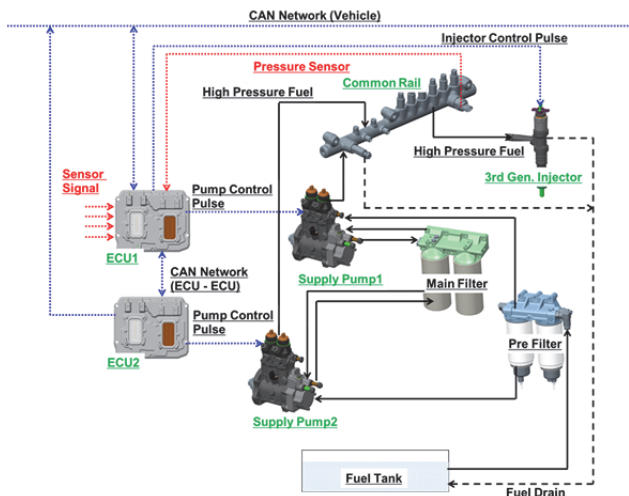 CAN Network (Vehicle)
Injector Control Pulse
Pressure Sensor
Common Rail
High Pressure Fuel
High Pressure Fuel
3rd Gen. Injector
Sensor
Signal
Pump Control
Pulse
ECU1
Supply Pump1
CAN Network
(ECU - ECU)
Main Filter
Pump Control
Pulse
Pre Filter
ECU2
Supply Pump2
Fuel Tank
Fuel Drain